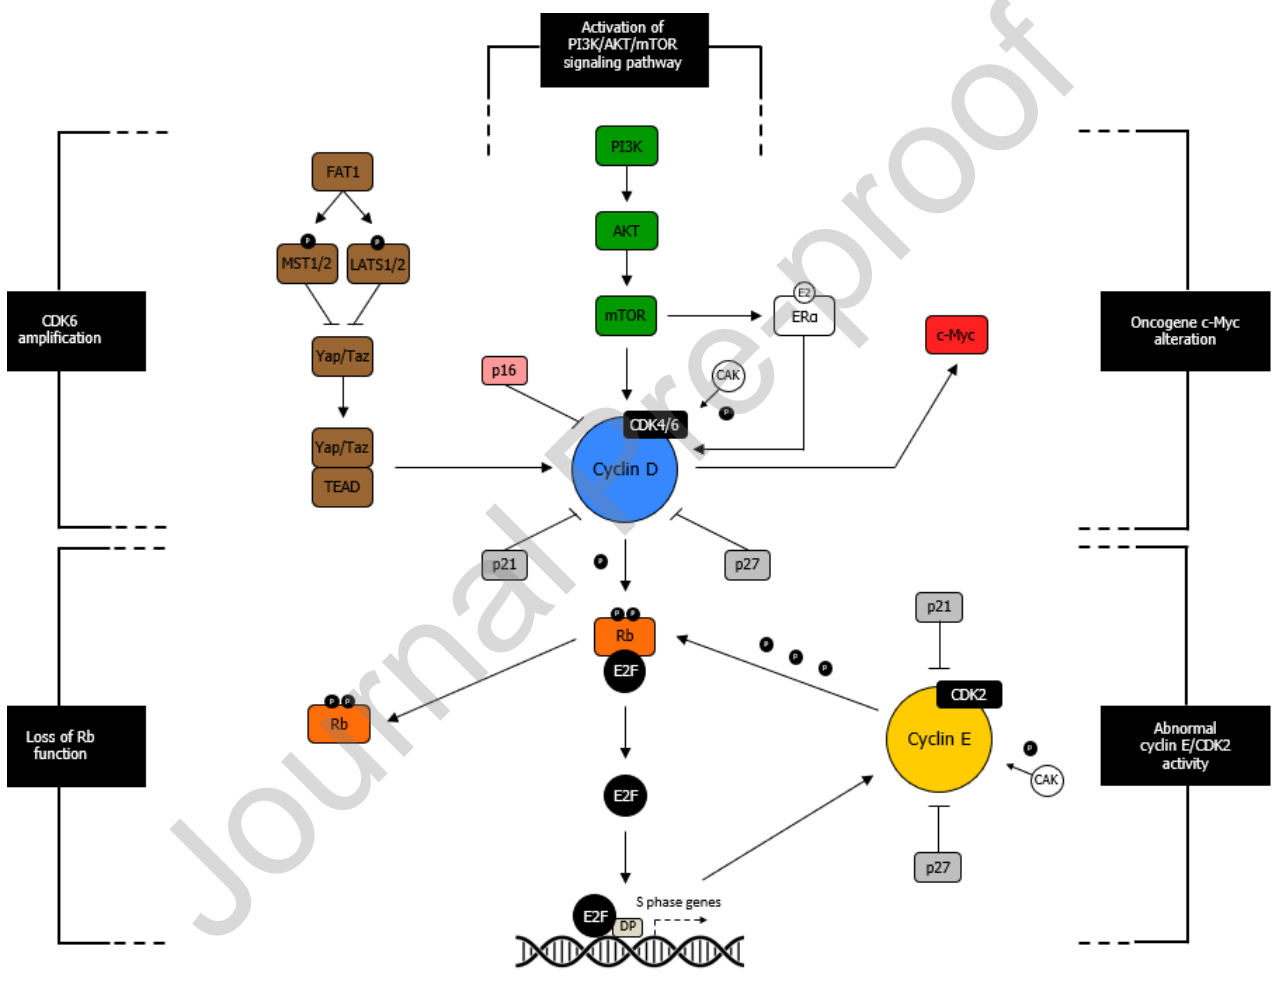 Activation of
PI3K/AKT/mTOR
signaling pathway
PI3K
FAT1
AKT
P
P
MST1/2
LATS1/2
E2
mTOR
ERα
CDK6
amplification
Oncogene c-Myc
alteration
c-Myc
Yap/Taz
p16
CAK
P
CDK4/6
Yap/Taz
Cyclin D
TEAD
p21
P
p27
p21
P P
Rb
E2F
P
P
P
CDK2
P P
Rb
Cyclin E
Loss of Rb
function
Abnormal
cyclin E/CDK2
activity
P
CAK
E2F
p27
S phase genes
E2F
DP
Journal Pre-proof